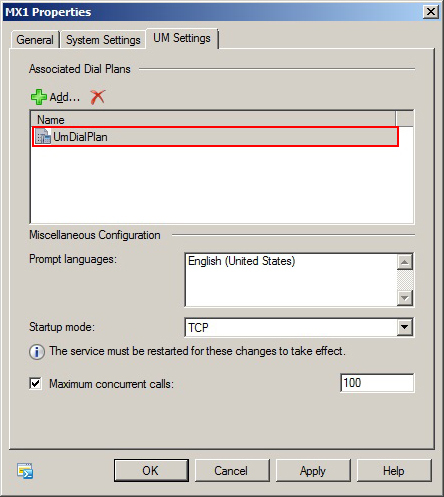 MX1 Properties
General
System Settings
UM Settings
Associated Dial Plans
Add...
Name
UmDialPlan
Miscellaneous Configuration
Prompt languages:
English (United States)
Startup mode:
TCP
The service must be restarted for these changes to take effect.
Maximum concurrent calls:
100
OK
Cancel
Apply
Help